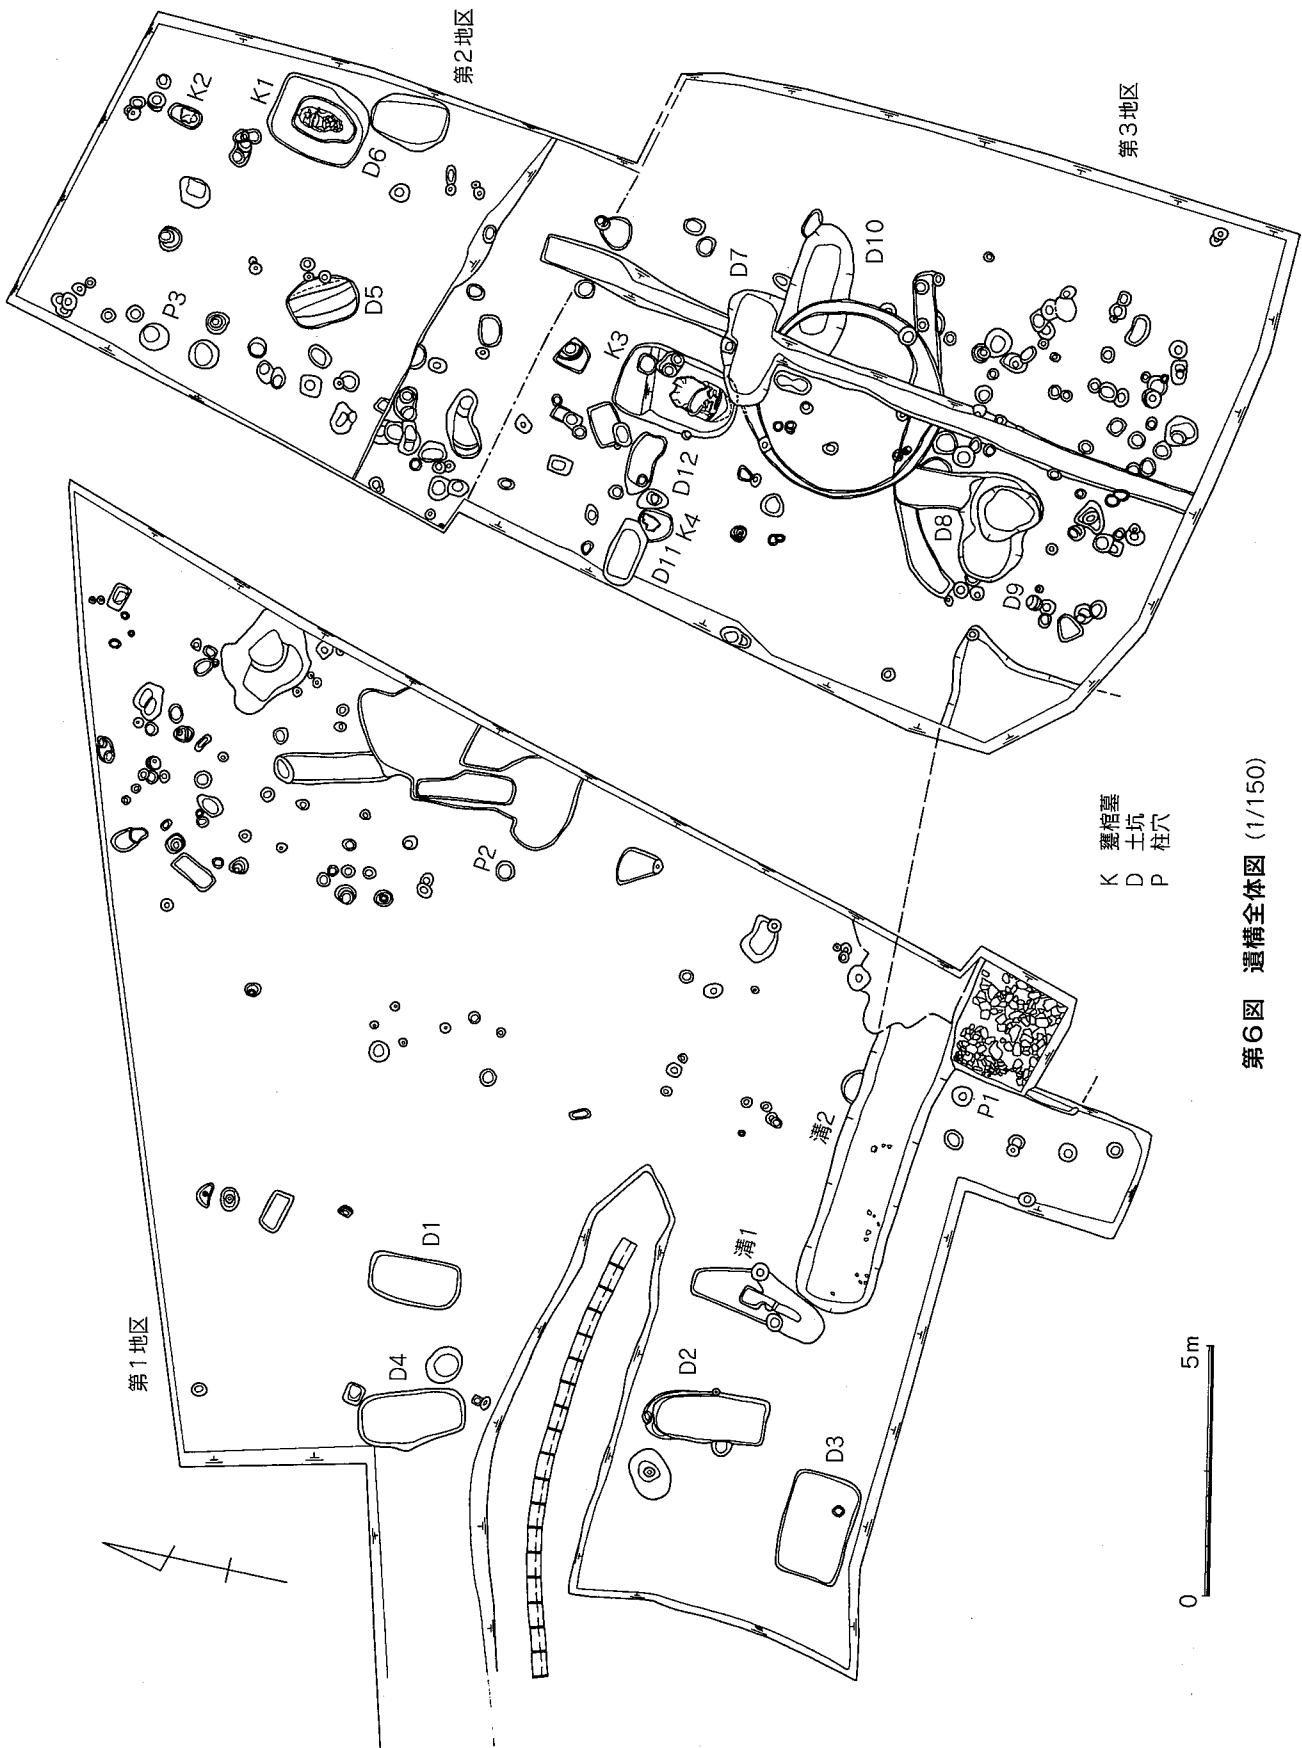 第1地区
D4
D1
D2
D3
溝1
溝2
P1
P2
第2地区
K2
K1
D6
P3
D5
第3地区
K3
D7
D10
D12
K4
D11
D8
D9
K 甕棺墓
D 土坑
P 柱穴
0 5m
第6図 遺構全体図 (1/150)